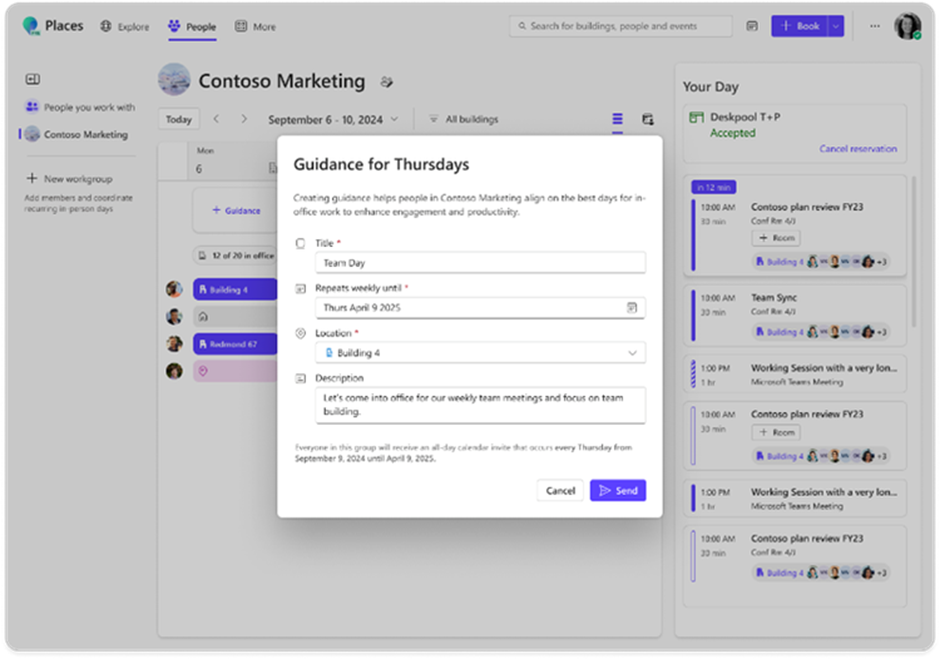 Places
Explore
People
More
Search for buildings, people and events
+ Book
People you work with
Contoso Marketing
+ New workgroup
Add members and coordinate
recurring in-person days
Contoso Marketing
Today
September 6 - 10, 2024
All buildings
Mon
6
+ Guidance
12 of 20 in office
Building 4
Redmond 67
Guidance for Thursdays
Creating guidance helps people in Contoso Marketing align on the best days for in-
office work to enhance engagement and productivity.
Title *
Team Day
Repeats weekly until *
Thurs April 9 2025
Location *
Building 4
Description
Let's come into office for our weekly team meetings and focus on team
building.
Everyone in this group will receive an all-day calendar invite that occurs every Thursday from
September 9, 2024 until April 9, 2025.
Cancel
Send
Your Day
Deskpool T+P
Accepted
Cancel reservation
in 12 min
10:00 AM Contoso plan review FY23
30 min Conf Rm 4/3
+ Room
Building 4 +3
10:00 AM Team Sync
30 min Conf Rm 4/3
Building 4 +3
1:00 PM Working Session with a very lon...
1 hr Microsoft Teams Meeting
10:00 AM Contoso plan review FY23
30 min
+ Room
Building 4 +3
1:00 PM Working Session with a very lon...
1 hr Microsoft Teams Meeting
10:00 AM Contoso plan review FY23
30 min Conf Rm 4/3
Building 4 +3